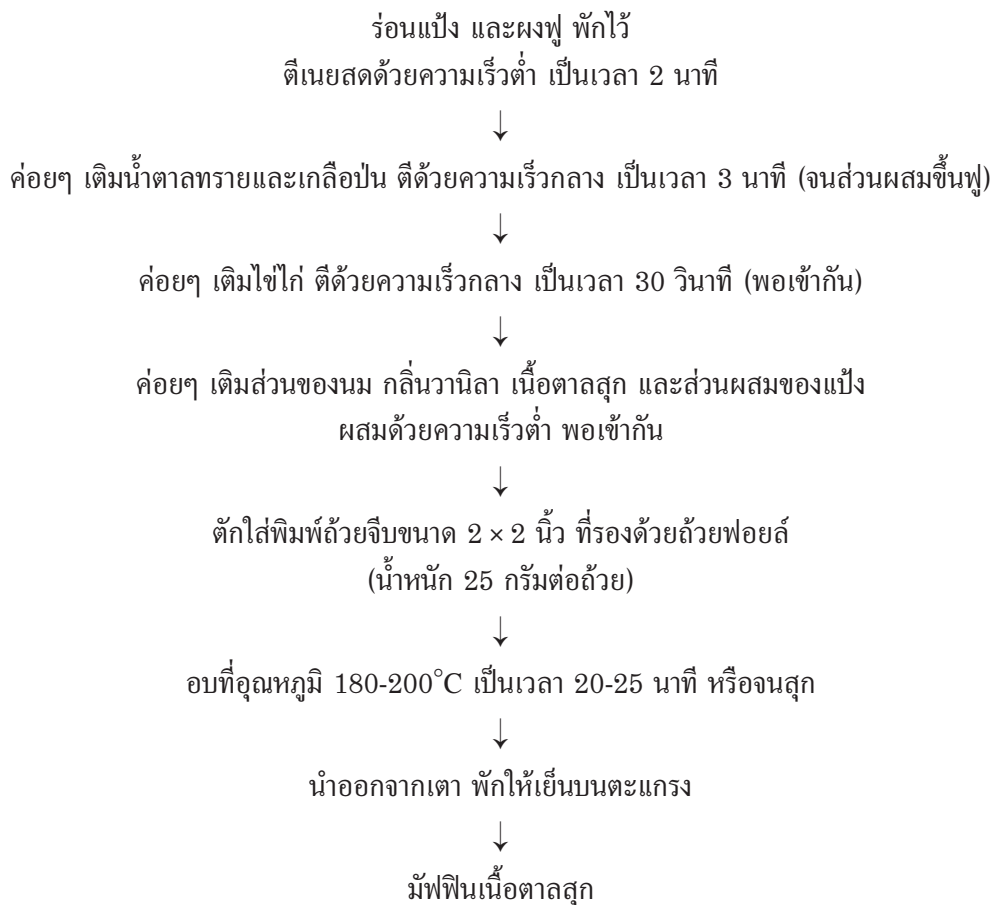 ร่อนแป้ง และผงฟู พักไว้
ตีเนยสดด้วยความเร็วต่ำ เป็นเวลา 2 นาที
↓
ค่อยๆ เติมน้ำตาลทรายและเกลือป่น ตีด้วยความเร็วกลาง เป็นเวลา 3 นาที (จนส่วนผสมขึ้นฟู)
↓
ค่อยๆ เติมไข่ไก่ ตีด้วยความเร็วกลาง เป็นเวลา 30 วินาที (พอเข้ากัน)
↓
ค่อยๆ เติมส่วนของนม กลิ่นวานิลา เนื้อตาลสุก และส่วนผสมของแป้ง
ผสมด้วยความเร็วต่ำ พอเข้ากัน
↓
ตักใส่พิมพ์ถ้วยจีบขนาด 2 × 2 นิ้ว ที่รองด้วยถ้วยฟอยล์
(น้ำหนัก 25 กรัมต่อถ้วย)
↓
อบที่อุณหภูมิ 180-200°C เป็นเวลา 20-25 นาที หรือจนสุก
↓
นำออกจากเตา พักให้เย็นบนตะแกรง
↓
มัฟฟินเนื้อตาลสุก